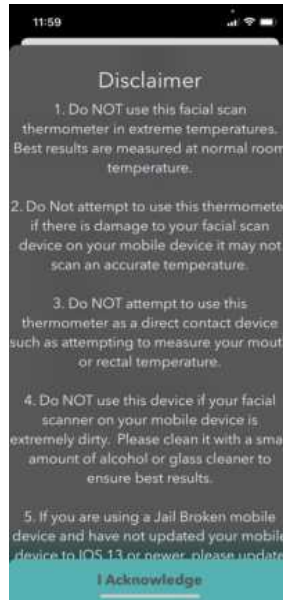 11:59
Disclaimer
1. Do NOT use this facial scan
thermometer in extreme temperatures.
Best results are measured at normal room
temperature.
2. Do Not attempt to use this thermomete
if there is damage to your facial scan
device on your mobile device it may not
scan an accurate temperature.
3. Do NOT attempt to use this
thermometer as a direct contact device
such as attempting to measure your mout
or rectal temperature.
4. Do NOT use this device if your facial
scanner on your mobile device is
extremely dirty. Please clean it with a sma
amount of alcohol or glass cleaner to
ensure best results.
5. If you are using a Jail Broken mobile
device and have not updated your mobile
device to IOS 13 or newer, please update
I Acknowledge